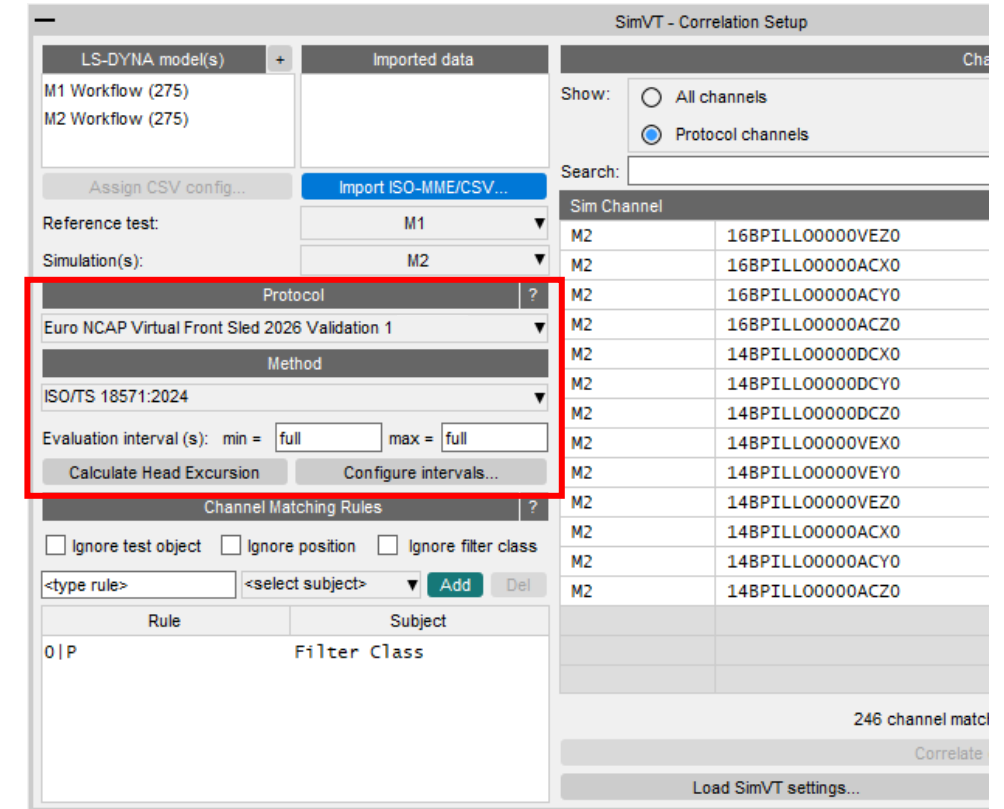 SimVT - Correlation Setup
LS-DYNA model(s) + Imported data
M1 Workflow (275)
M2 Workflow (275)
Assign CSV config... Import ISO-MME/CSV...
Reference test: M1
Simulation(s): M2
Protocol ?
Euro NCAP Virtual Front Sled 2026 Validation 1
Method
ISO/TS 18571:2024
Evaluation interval (s): min = full max = full
Calculate Head Excursion Configure intervals...
Channel Matching Rules ?
Ignore test object Ignore position Ignore filter class
<type rule> <select subject> Add Del
Rule Subject
O|P Filter Class
Cha
Show: All channels
Protocol channels
Search:
Sim Channel
M2 16BPILLO0000VEZ0
M2 16BPILLO0000ACX0
M2 16BPILLO0000ACY0
M2 16BPILLO0000ACZ0
M2 14BPILLO0000DCX0
M2 14BPILLO0000DCY0
M2 14BPILLO0000DCZ0
M2 14BPILLO0000VEX0
M2 14BPILLO0000VEY0
M2 14BPILLO0000VEZ0
M2 14BPILLO0000ACX0
M2 14BPILLO0000ACY0
M2 14BPILLO0000ACZ0
246 channel match
Correlate
Load SimVT settings...